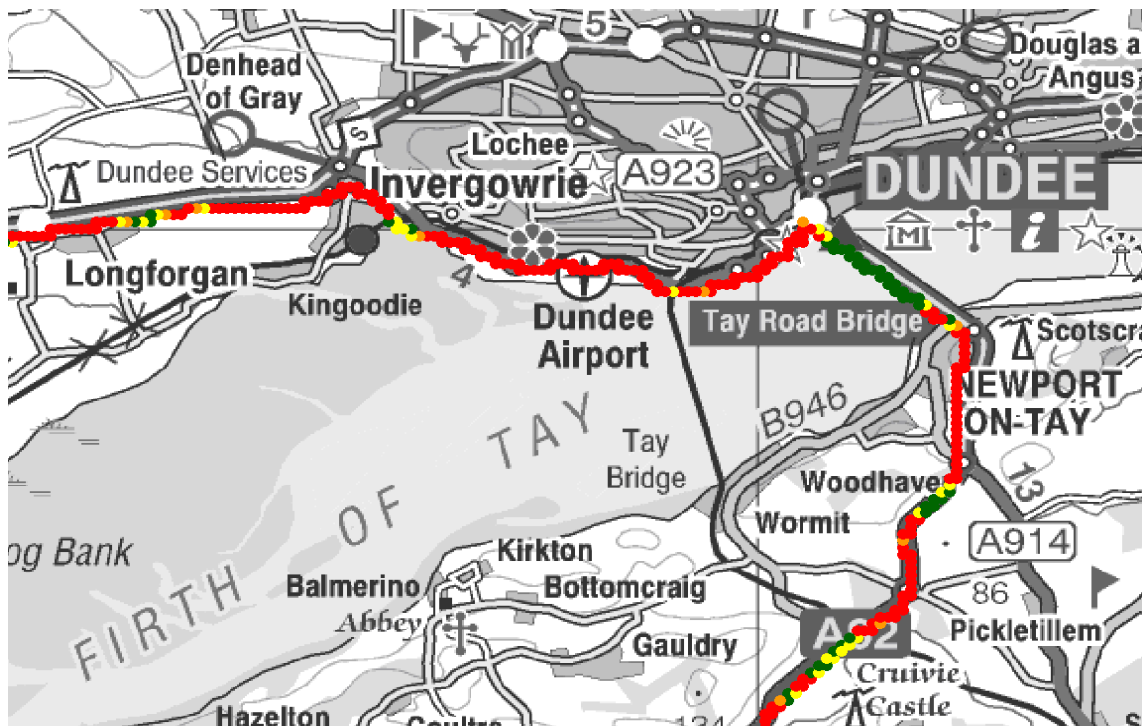 5
Douglas a
Angus
Denhead
of Gray
S
Lochee
A923
Dundee Services
Invergowrie
DUNDEE
M
i
Longforgan
4
Kingoodie
Dundee
Airport
Tay Road Bridge
Scotscra
NEWPORT
ON-TAY
B946
TAY
Tay
Bridge
Woodhave
13
OF
Wormit
A914
og Bank
Kirkton
Balmerino
Bottomcraig
86
Abbey
FIRTH
A92
Pickletillem
Gauldry
Cruivie
Castle
Hazelton
134